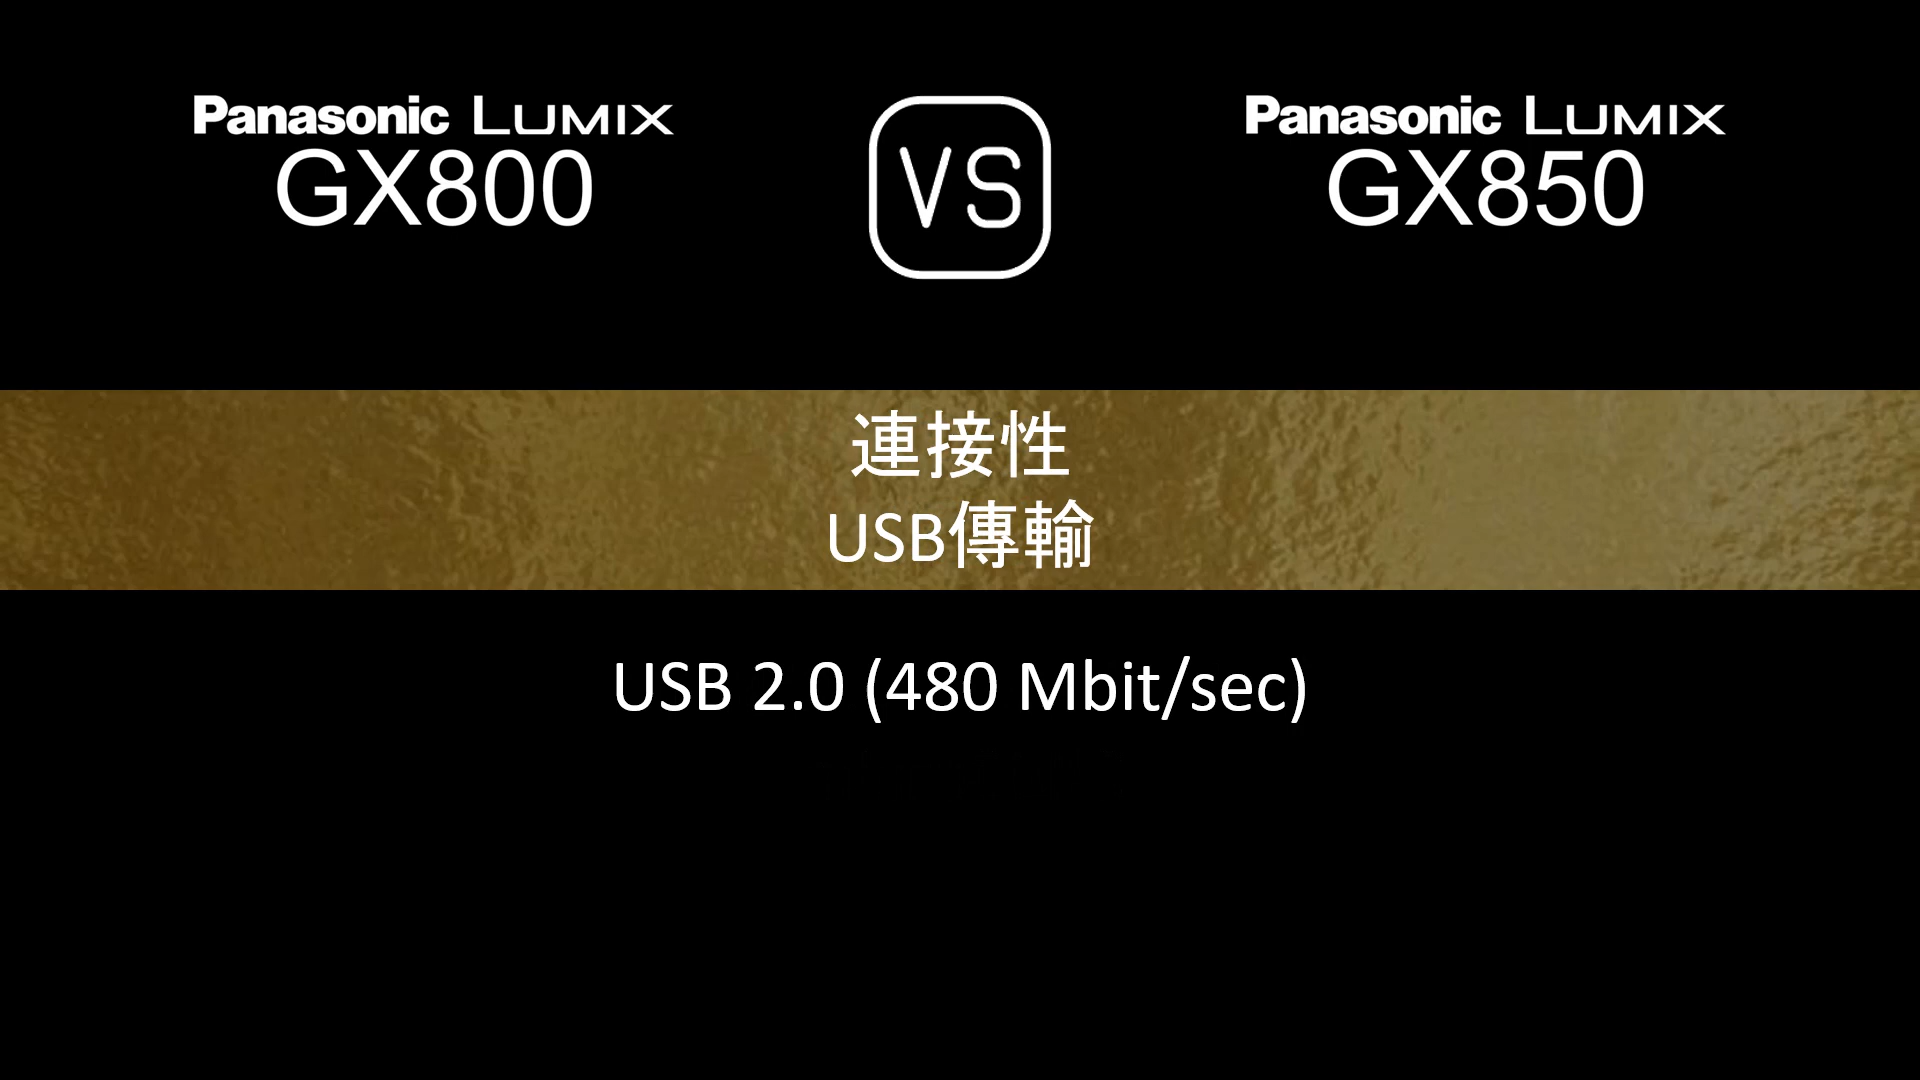 Panasonic LUMIX
GX800
VS
Panasonic LUMIX
GX850
連接性
USB傳輸
USB 2.0 (480 Mbit/sec)